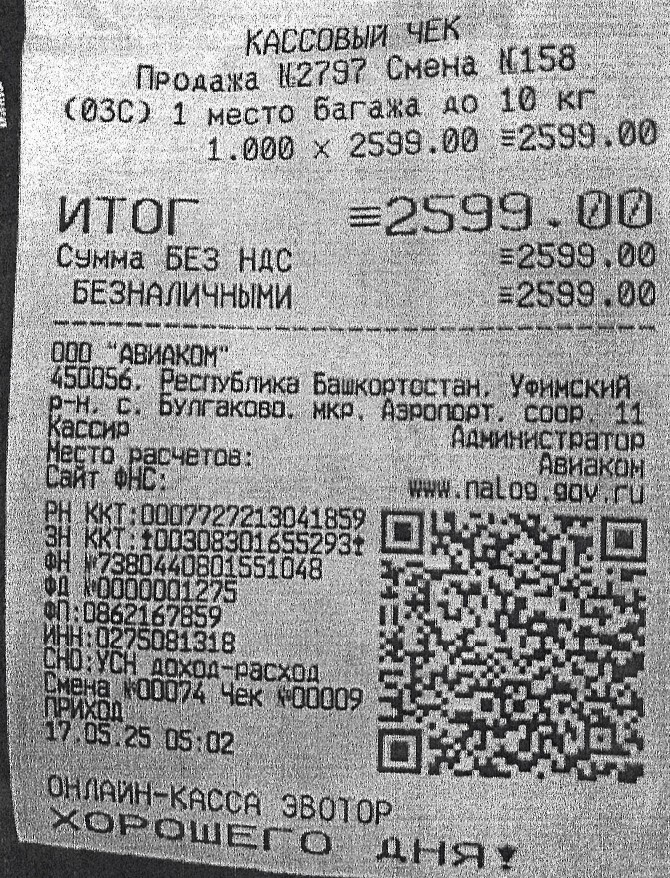 КАССОВЫЙ ЧЕК
Продажа №2797 Смена №158
(03С) 1 место багажа до 10 кг
1.000 x 2599.00 ≡2599.00
ИТОГ ≡2599.00
Сумма БЕЗ НДС ≡2599.00
БЕЗНАЛИЧНЫМИ ≡2599.00
ООО "АВИАКОМ"
450056, Республика Башкортостан, Уфимский
р-н, с. Булгаково, мкр. Аэропорт, соор. 11
Кассир Администратор
Место расчетов: Авиаком
Сайт ФНС: www.nalog.gov.ru
РН ККТ:0007727213041859
ЗН ККТ:†00308301655293†
ФН №7380440801551048
ФД №0000001275
ФП:0862167859
ИНН:0275081318
СНО:УСН доход-расход
Смена №00074 Чек №00009
ПРИХОД
17.05.25 05:02
ОНЛАЙН-КАССА ЭВОТОР
ХОРОШЕГО ДНЯ!